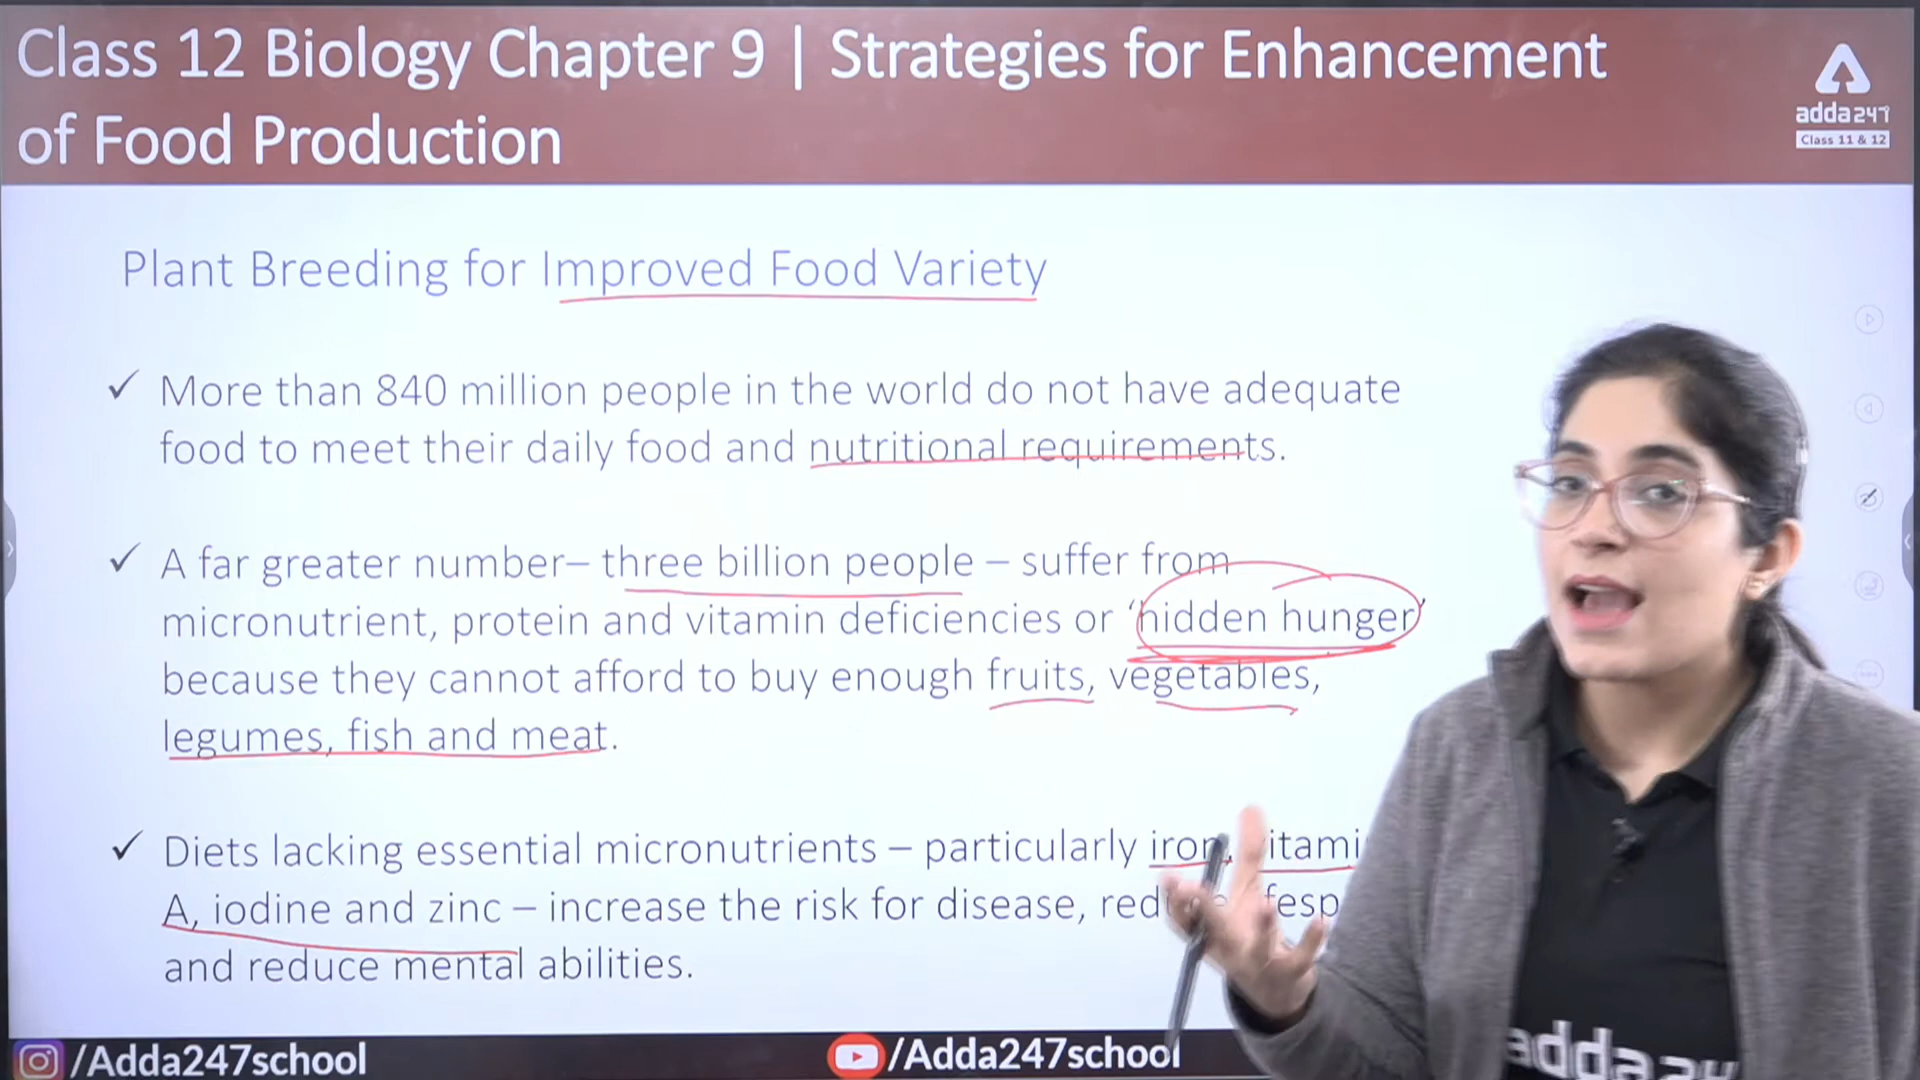 Class 12 Biology Chapter 9 | Strategies for Enhancement
of Food Production
adda247
Class 11 & 12
Plant Breeding for Improved Food Variety
✓ More than 840 million people in the world do not have adequate
food to meet their daily food and nutritional requirements.
✓ A far greater number– three billion people – suffer from
micronutrient, protein and vitamin deficiencies or ‘hidden hunger’
because they cannot afford to buy enough fruits, vegetables,
legumes, fish and meat.
✓ Diets lacking essential micronutrients – particularly iron,
A, iodine and zinc – increase the risk for disease,
and reduce mental abilities.
/Adda247school
/Adda247school